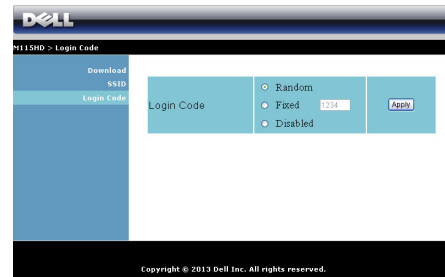 DELL
M115HD > Login Code
Download
SSID
Login Code
Login Code
Random
Fixed 1234
Disabled
Apply
Copyright © 2013 Dell Inc. All rights reserved.